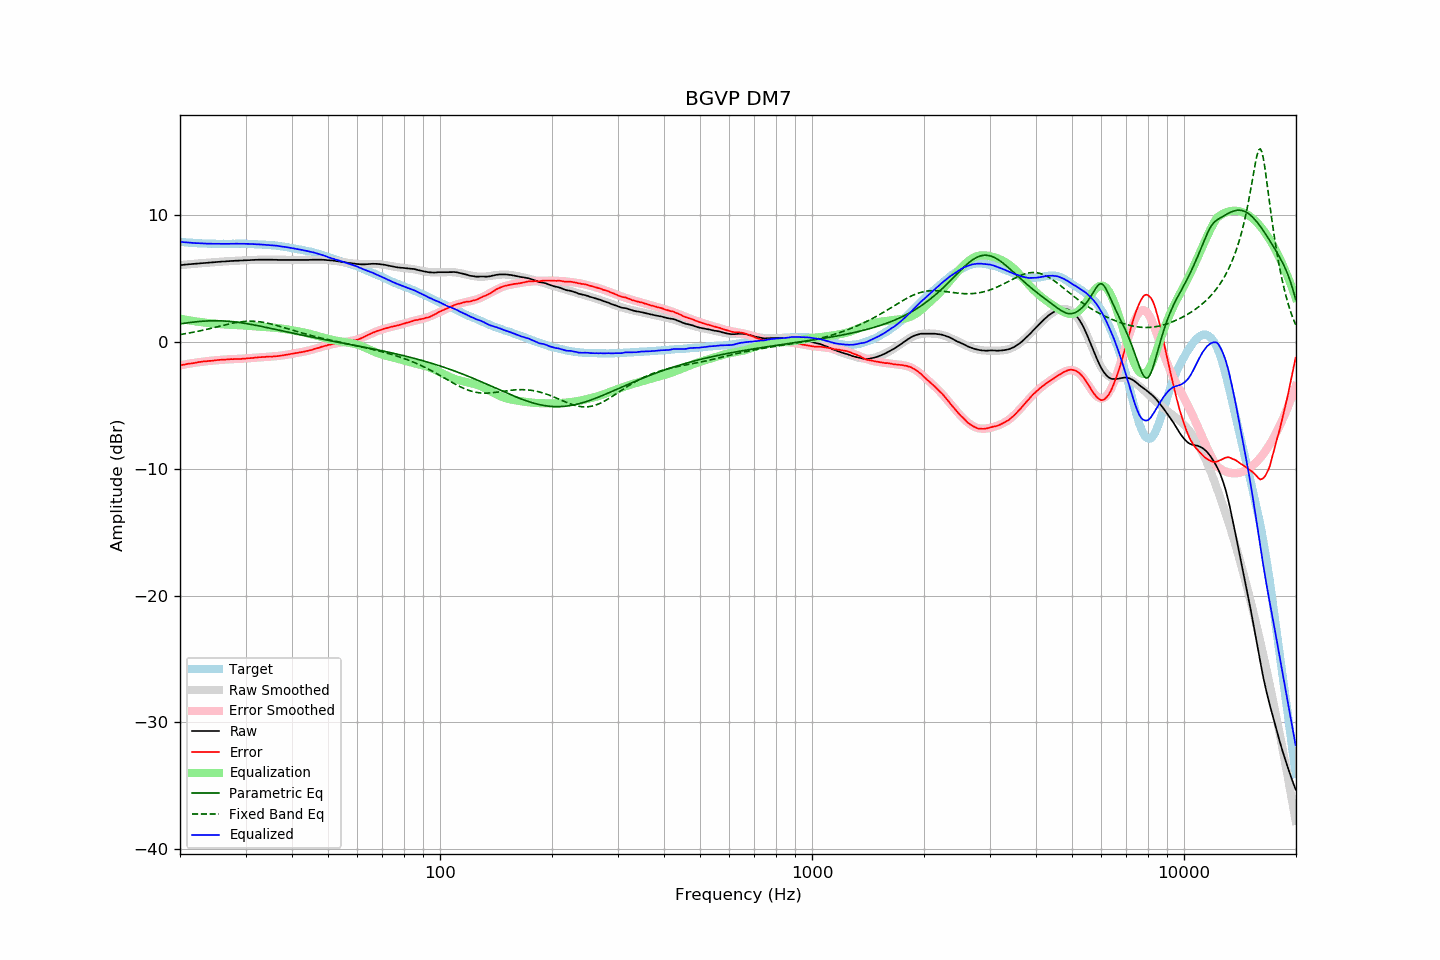 BGVP DM7
Amplitude (dBr)
10
0
−10
−20
−30
−40
Target
Raw Smoothed
Error Smoothed
Raw
Error
Equalization
Parametric Eq
Fixed Band Eq
Equalized
100
1000
10000
Frequency (Hz)